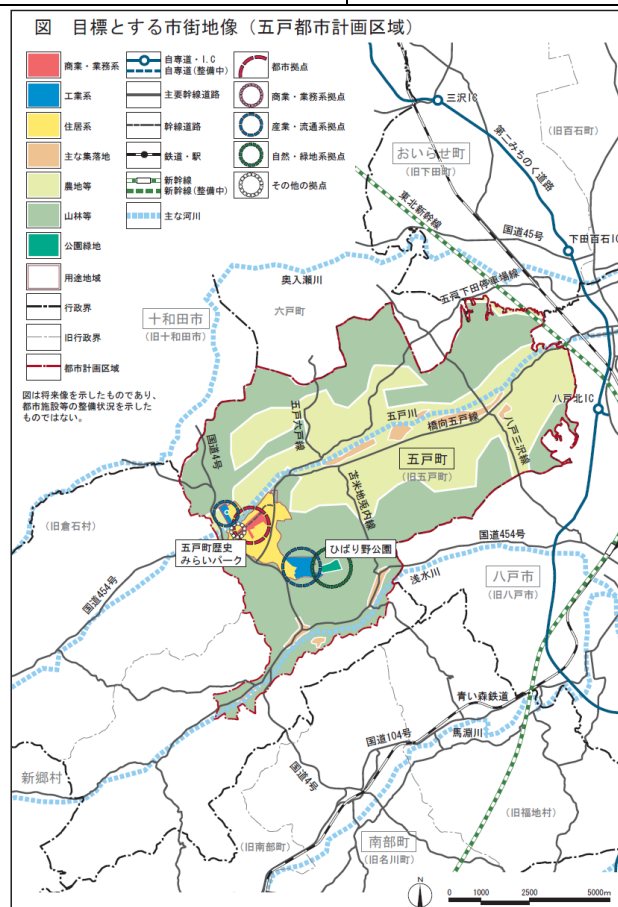 図　目標とする市街地像（五戸都市計画区域）
商業・業務系
工業系
住居系
主な集落地
農地等
山林等
公園緑地
用途地域
行政界
旧行政界
都市計画区域
自専道・I.C
自専道(整備中)
主要幹線道路
幹線道路
鉄道・駅
新幹線
新幹線(整備中)
主な河川
都市拠点
商業・業務系拠点
産業・流通系拠点
自然・緑地系拠点
その他の拠点
図は将来像を示したものであり、
都市施設等の整備状況を示した
ものではない。
三沢IC
（旧百石町）
第二みちのく道路
おいらせ町
（旧下田町）
東北新幹線
国道45号
下田百石IC
奥入瀬川
五戸下田停車場線
十和田市
（旧十和田市）
六戸町
八戸北IC
五戸六戸線
五戸川
橋向五戸線
八戸三沢線
国道4号
五戸町
（旧五戸町）
苫米地兎内線
（旧倉石村）
五戸町歴史
みらいパーク
ひばり野公園
国道454号
浅水川
八戸市
（旧八戸市）
国道454号
青い森鉄道
馬淵川
国道104号
新郷村
国道4号
（旧福地村）
（旧南部町）
南部町
（旧名川町）
N
0 1000 2500 5000m